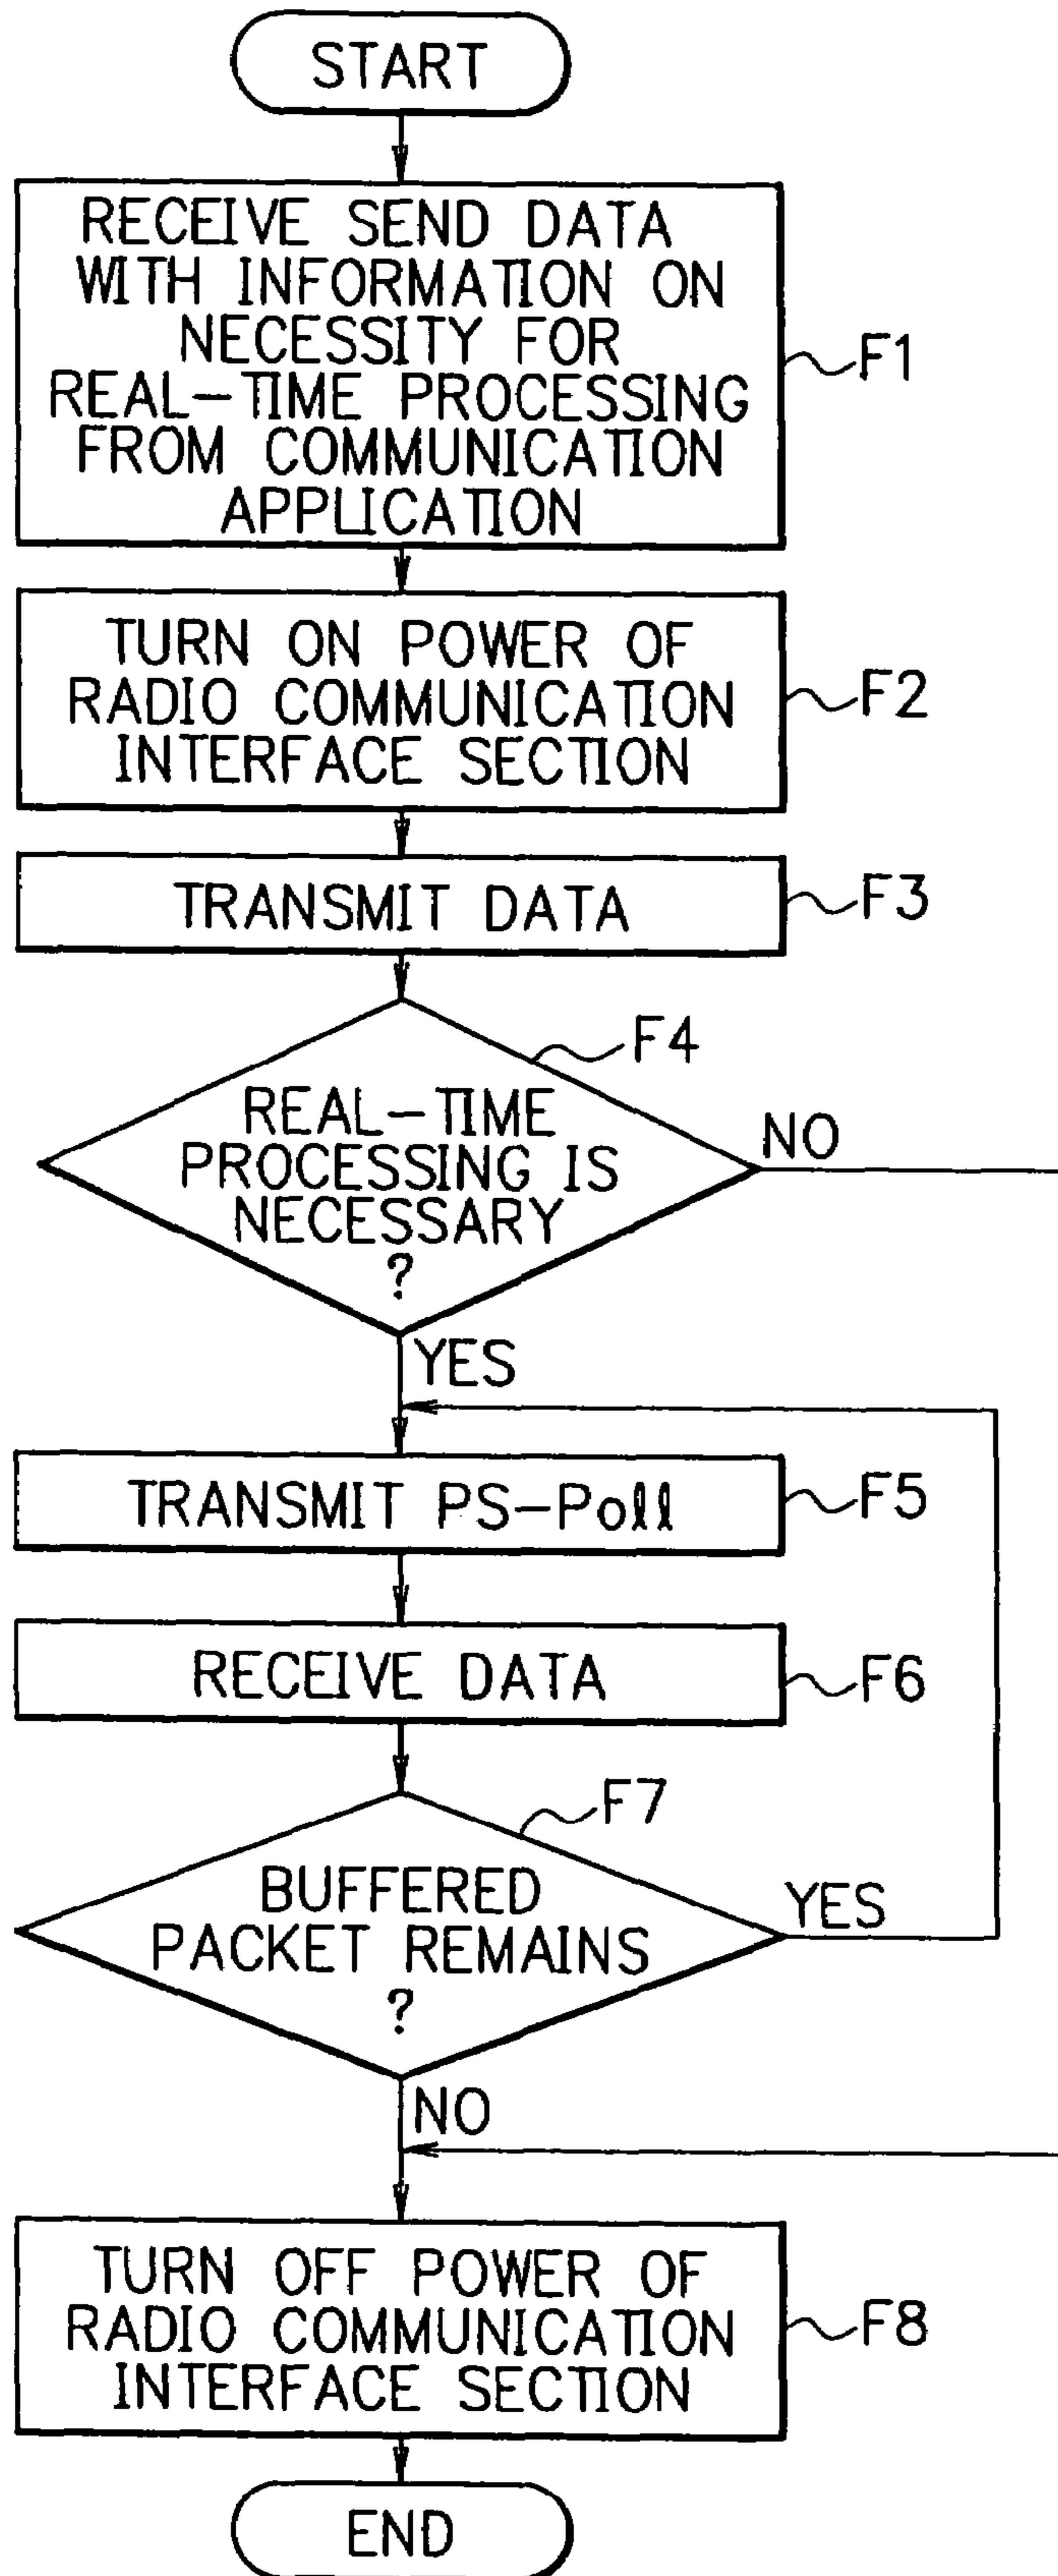 START
RECEIVE SEND DATA
WITH INFORMATION ON
NECESSITY FOR
REAL-TIME PROCESSING
FROM COMMUNICATION
APPLICATION
F1
TURN ON POWER OF
RADIO COMMUNICATION
INTERFACE SECTION
F2
TRANSMIT DATA
F3
F4
REAL-TIME
PROCESSING IS
NECESSARY
?
NO
YES
TRANSMIT PS-Poll
F5
RECEIVE DATA
F6
F7
BUFFERED
PACKET REMAINS
?
YES
NO
TURN OFF POWER OF
RADIO COMMUNICATION
INTERFACE SECTION
F8
END